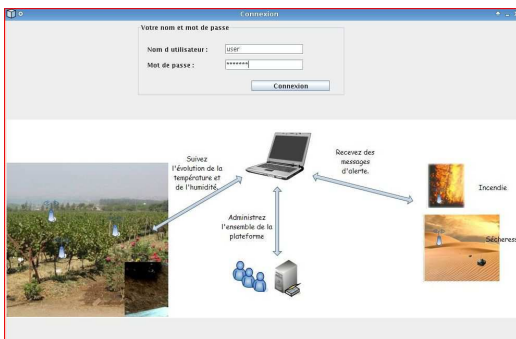 Connexion
Votre nom et mot de passe
Nom d utilisateur :
user
Mot de passe :
*******
Connexion
Suivez
l'évolution de la
température et
de l'humidité.
Recevez des
messages
d'alerte.
Incendie
Administrez
l'ensemble de la
plateforme
Sécheress